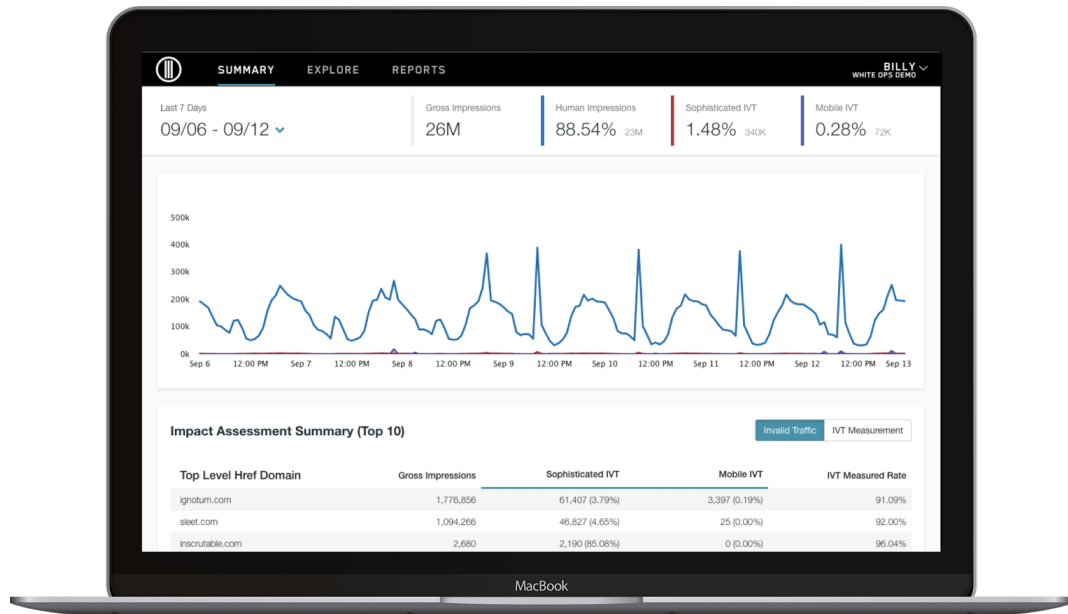 SUMMARY EXPLORE REPORTS BILLY
WHITE OPS DEMO
Last 7 Days Gross Impressions Human Impressions Sophisticated IVT Mobile IVT
09/06 - 09/12 26M 88.54% 23M 1.48% 340K 0.28% 72K
500k
400k
300k
200k
100k
0k
Sep 6 12:00 PM Sep 7 12:00 PM Sep 8 12:00 PM Sep 9 12:00 PM Sep 10 12:00 PM Sep 11 12:00 PM Sep 12 12:00 PM Sep 13
Impact Assessment Summary (Top 10) Invalid Traffic IVT Measurement
Top Level Href Domain Gross Impressions Sophisticated IVT Mobile IVT IVT Measured Rate
ignotum.com 1,776,856 61,407 (3.79%) 3,397 (0.19%) 91.09%
sleet.com 1,094,266 46,827 (4.65%) 25 (0.00%) 92.00%
inscrutable.com 2,680 2,190 (85.08%) 0 (0.00%) 96.04%
MacBook